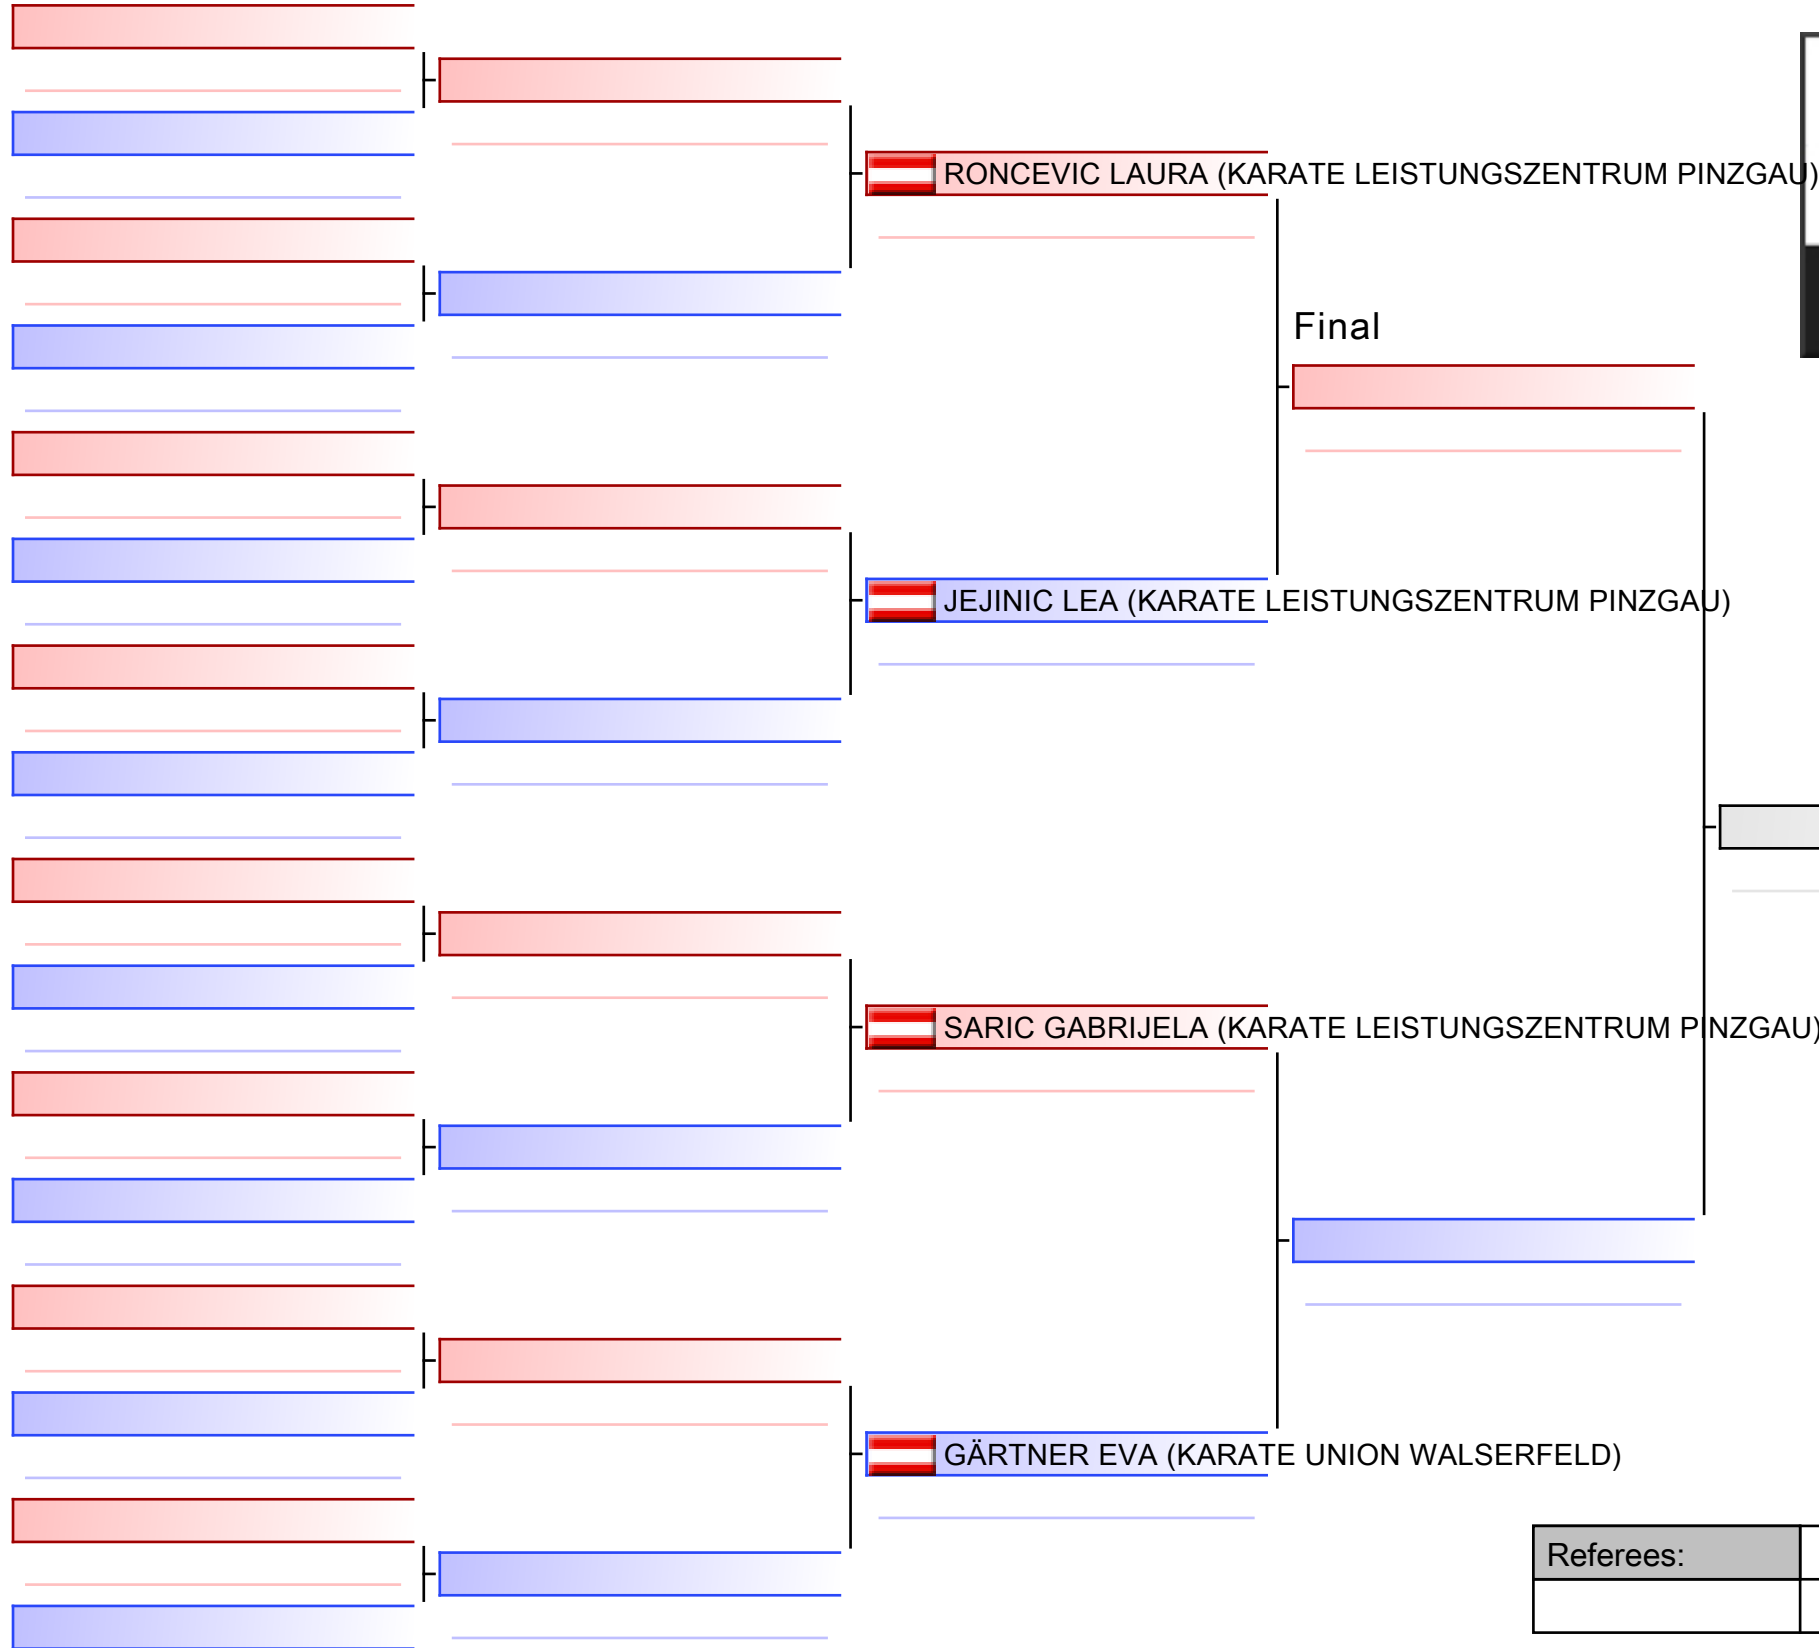 RONCEVIC LAURA (KARATE LEISTUNGSZENTRUM PINZGAU)
Final
JEJINIC LEA (KARATE LEISTUNGSZENTRUM PINZGAU)
SARIC GABRIJELA (KARATE LEISTUNGSZENTRUM PINZGAU)
GÄRTNER EVA (KARATE UNION WALSERFELD)
Referees: